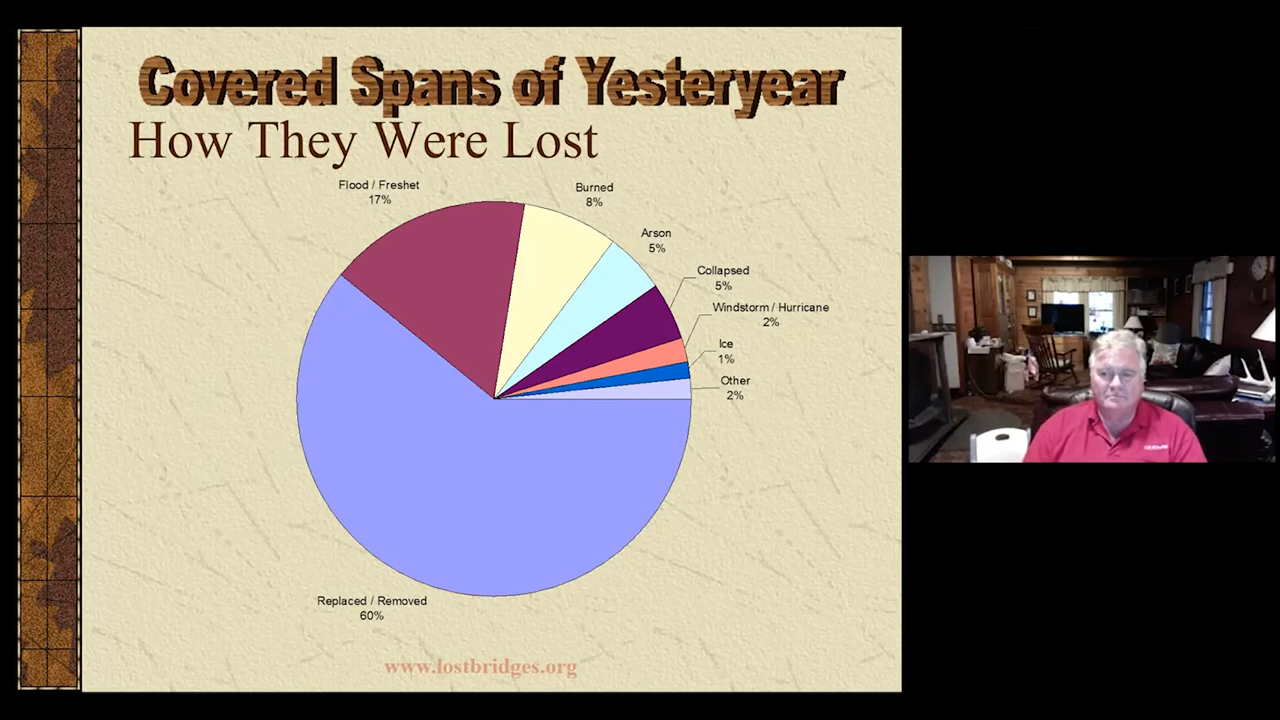 Covered Spans of Yesteryear
How They Were Lost
Flood / Freshet
17%
Burned
8%
Arson
5%
Collapsed
5%
Windstorm / Hurricane
2%
Ice
1%
Other
2%
Replaced / Removed
60%
www.lostbridges.org